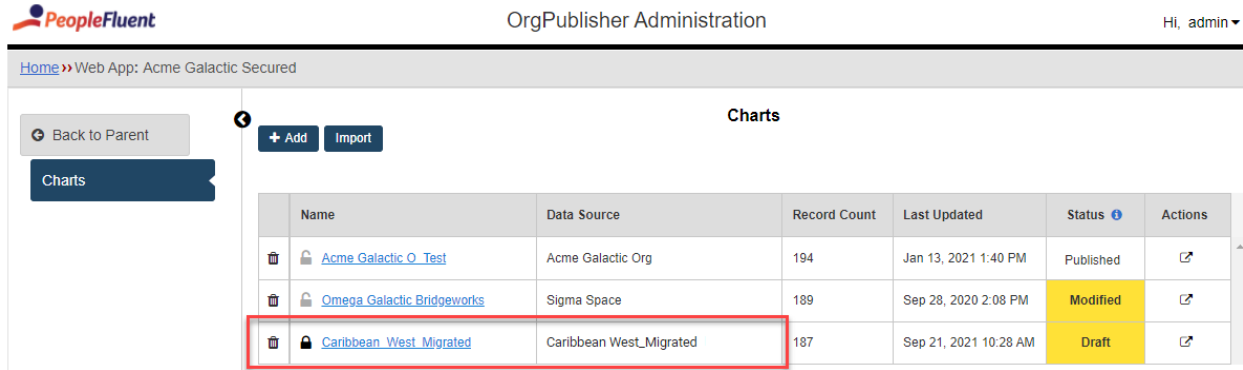 PeopleFluent
OrgPublisher Administration
Hi, admin
Home ›› Web App: Acme Galactic Secured
Back to Parent
Charts
Charts
+ Add Import
Name Data Source Record Count Last Updated Status Actions
Acme Galactic O_Test Acme Galactic Org 194 Jan 13, 2021 1:40 PM Published
Omega Galactic Bridgeworks Sigma Space 189 Sep 28, 2020 2:08 PM Modified
Caribbean_West_Migrated Caribbean West_Migrated 187 Sep 21, 2021 10:28 AM Draft